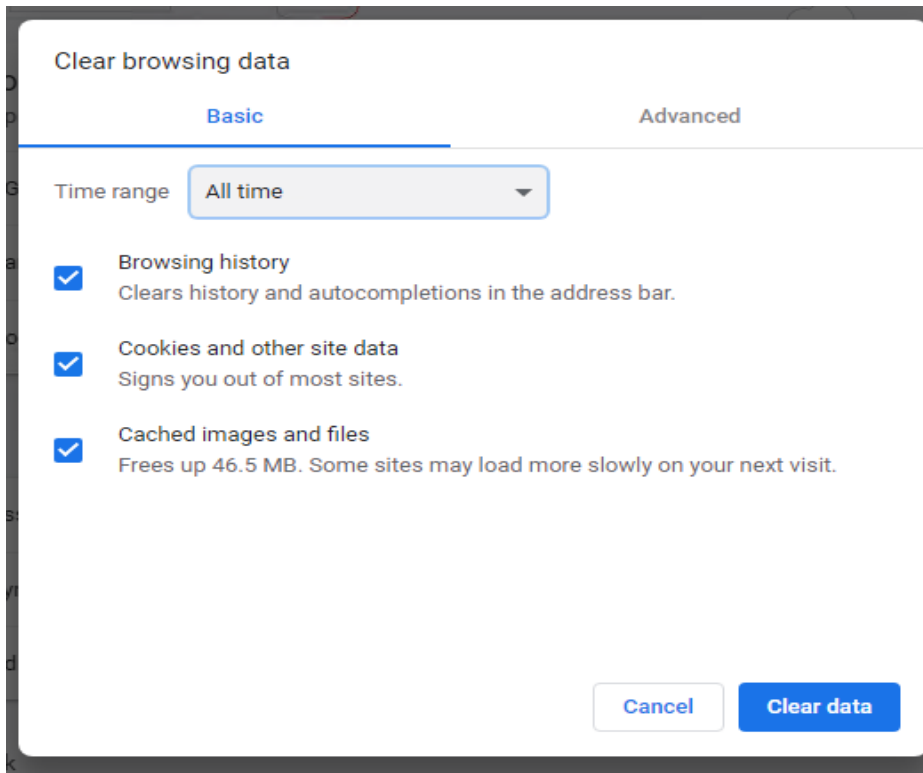 Clear browsing data
Basic
Advanced
Time range
All time
Browsing history
Clears history and autocompletions in the address bar.
Cookies and other site data
Signs you out of most sites.
Cached images and files
Frees up 46.5 MB. Some sites may load more slowly on your next visit.
Cancel
Clear data